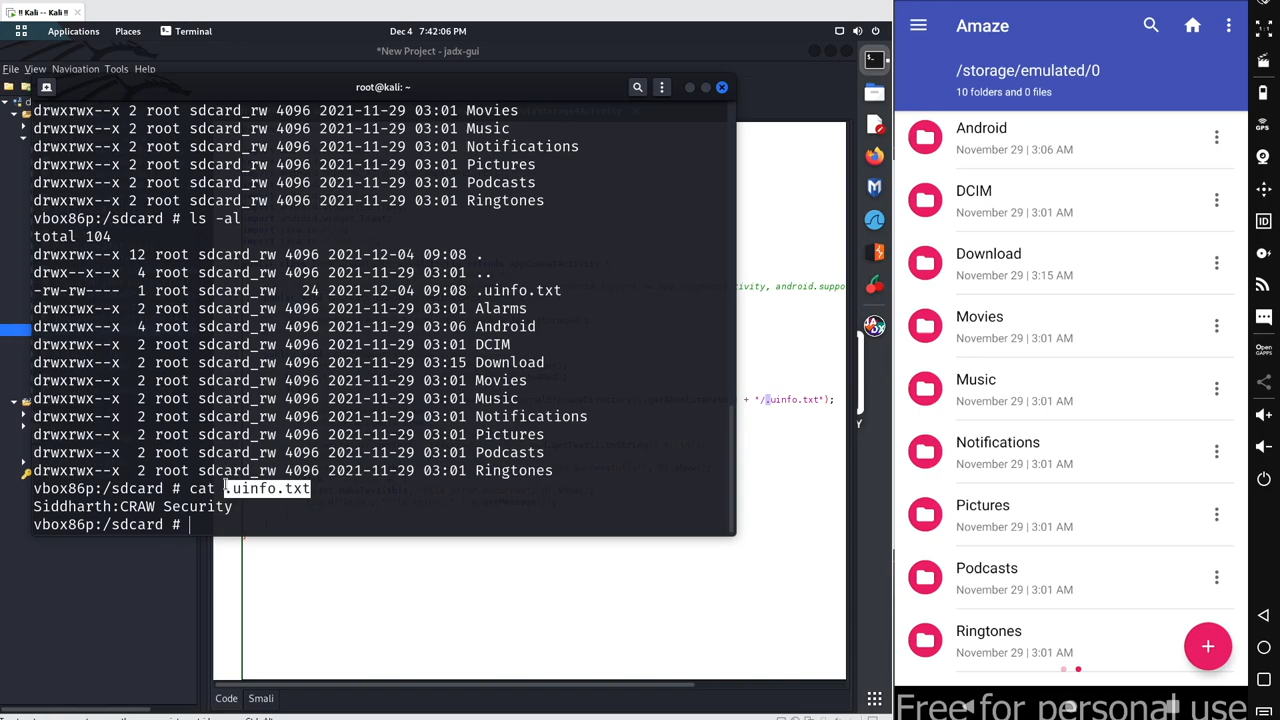 !! Kali -- Kali !!
Applications
Places
Terminal
Dec 4 7:42:06 PM
*New Project - jadx-gui
File View Navigation Tools Help
root@kali: ~
drwxrwx--x 2 root sdcard_rw 4096 2021-11-29 03:01 Movies
drwxrwx--x 2 root sdcard_rw 4096 2021-11-29 03:01 Music
drwxrwx--x 2 root sdcard_rw 4096 2021-11-29 03:01 Notifications
drwxrwx--x 2 root sdcard_rw 4096 2021-11-29 03:01 Pictures
drwxrwx--x 2 root sdcard_rw 4096 2021-11-29 03:01 Podcasts
drwxrwx--x 2 root sdcard_rw 4096 2021-11-29 03:01 Ringtones
vbox86p:/sdcard # ls -al
total 104
drwxrwx--x 12 root sdcard_rw 4096 2021-12-04 09:08 .
drwx--x--x 4 root sdcard_rw 4096 2021-11-29 03:01 ..
-rw-rw---- 1 root sdcard_rw 24 2021-12-04 09:08 .uinfo.txt
drwxrwx--x 2 root sdcard_rw 4096 2021-11-29 03:01 Alarms
drwxrwx--x 4 root sdcard_rw 4096 2021-11-29 03:06 Android
drwxrwx--x 2 root sdcard_rw 4096 2021-11-29 03:01 DCIM
drwxrwx--x 2 root sdcard_rw 4096 2021-11-29 03:15 Download
drwxrwx--x 2 root sdcard_rw 4096 2021-11-29 03:01 Movies
drwxrwx--x 2 root sdcard_rw 4096 2021-11-29 03:01 Music
drwxrwx--x 2 root sdcard_rw 4096 2021-11-29 03:01 Notifications
drwxrwx--x 2 root sdcard_rw 4096 2021-11-29 03:01 Pictures
drwxrwx--x 2 root sdcard_rw 4096 2021-11-29 03:01 Podcasts
drwxrwx--x 2 root sdcard_rw 4096 2021-11-29 03:01 Ringtones
vbox86p:/sdcard # cat .uinfo.txt
Siddharth:CRAW Security
vbox86p:/sdcard #
+ "/.uinfo.txt");
Code
Smali
Amaze
/storage/emulated/0
10 folders and 0 files
Android
November 29 | 3:06 AM
DCIM
November 29 | 3:01 AM
Download
November 29 | 3:15 AM
Movies
November 29 | 3:01 AM
Music
November 29 | 3:01 AM
Notifications
November 29 | 3:01 AM
Pictures
November 29 | 3:01 AM
Podcasts
November 29 | 3:01 AM
Ringtones
November 29 | 3:01 AM
GPS
ID
OPEN
GAPPS
Free for personal use